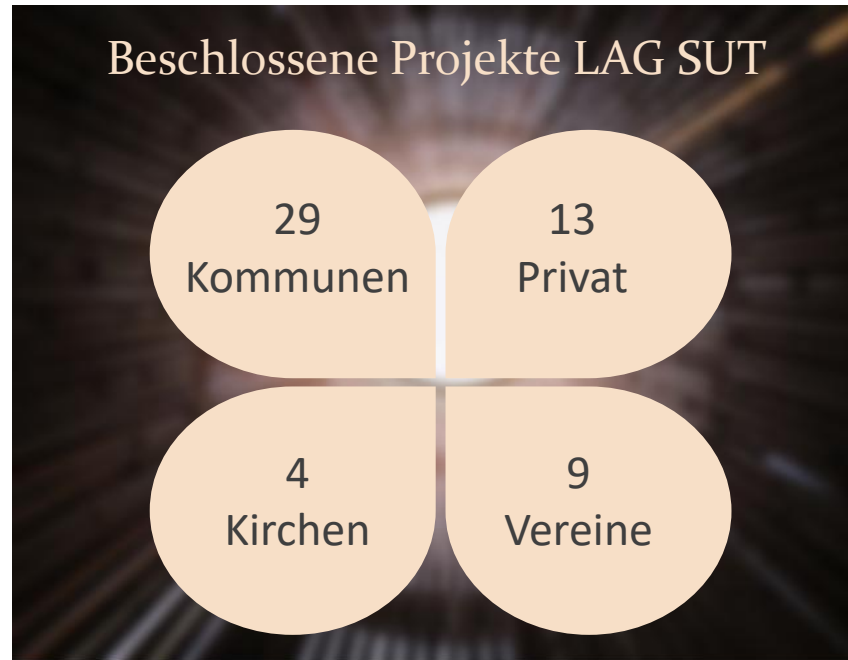 Beschlossene Projekte LAG SUT
29
Kommunen
13
Privat
4
Kirchen
9
Vereine